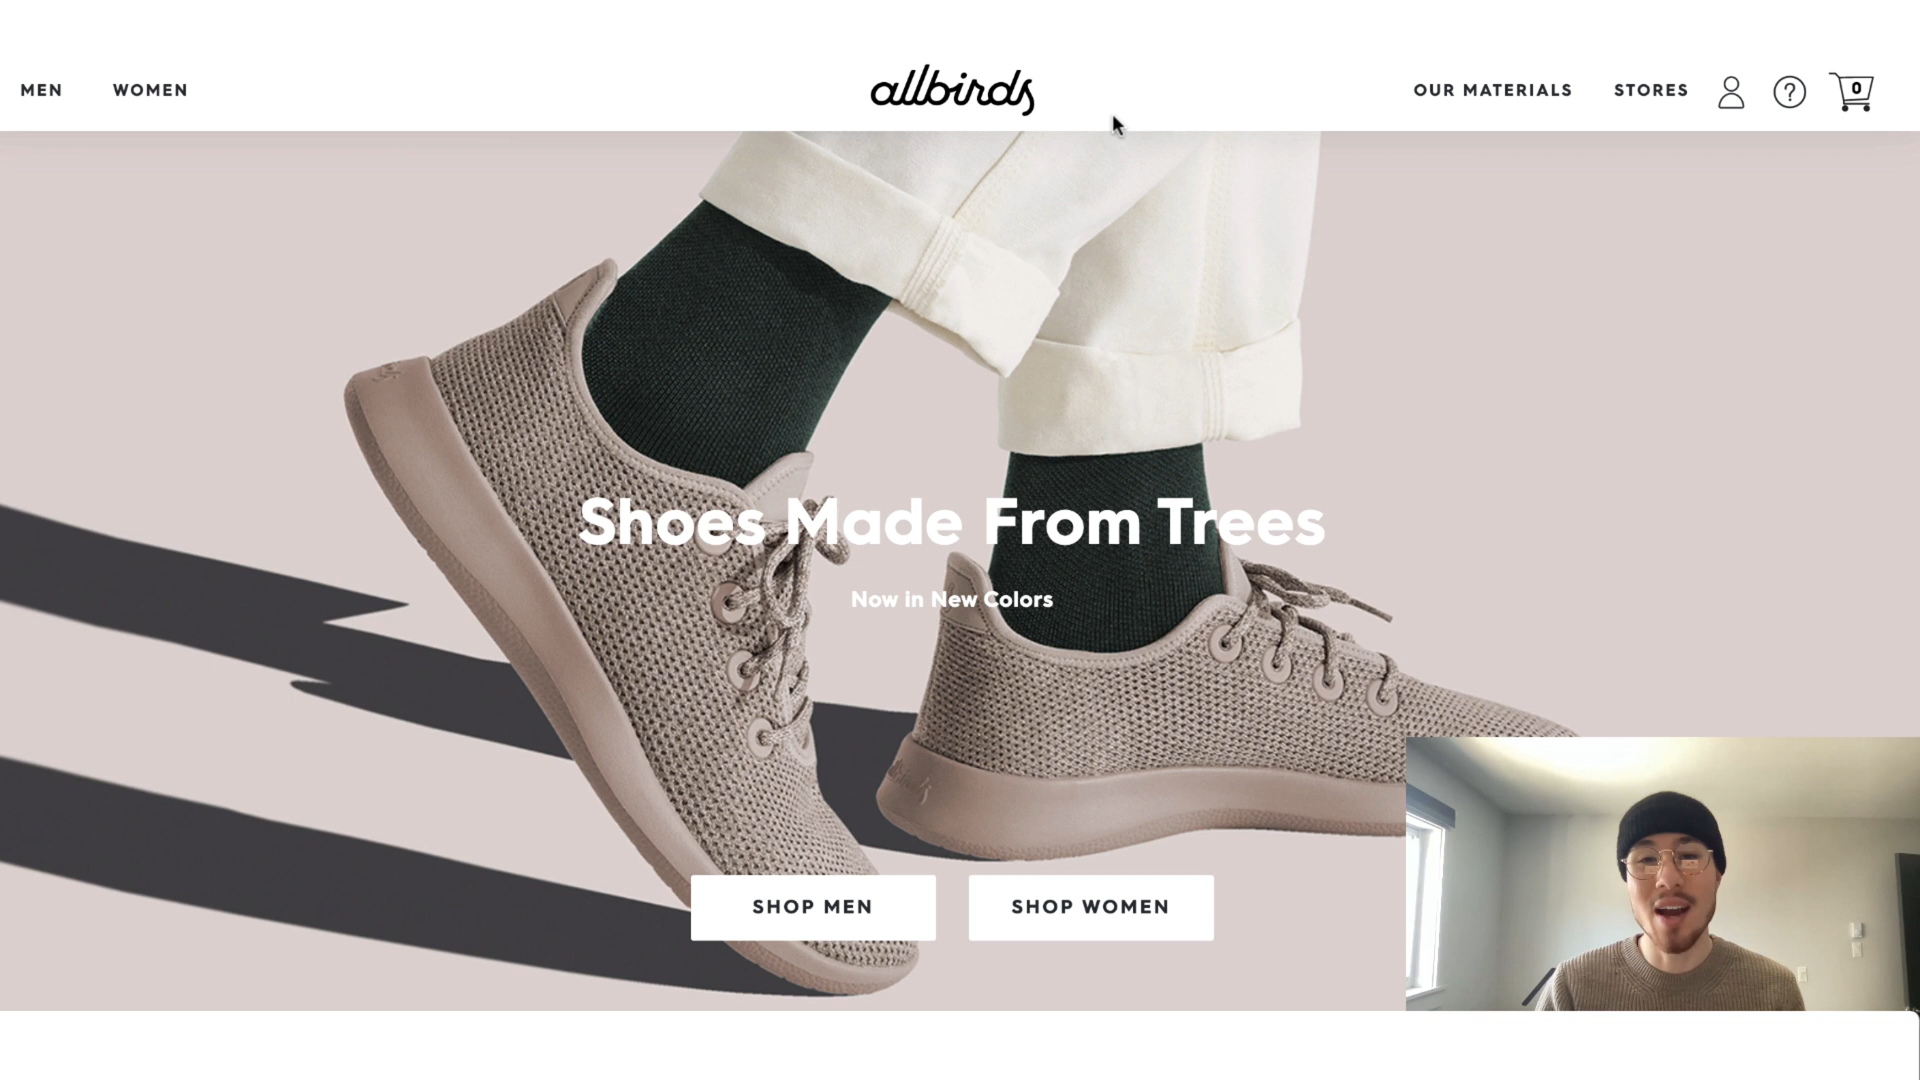 MEN WOMEN allbirds OUR MATERIALS STORES ? 0
Shoes Made From Trees
Now in New Colors
SHOP MEN SHOP WOMEN